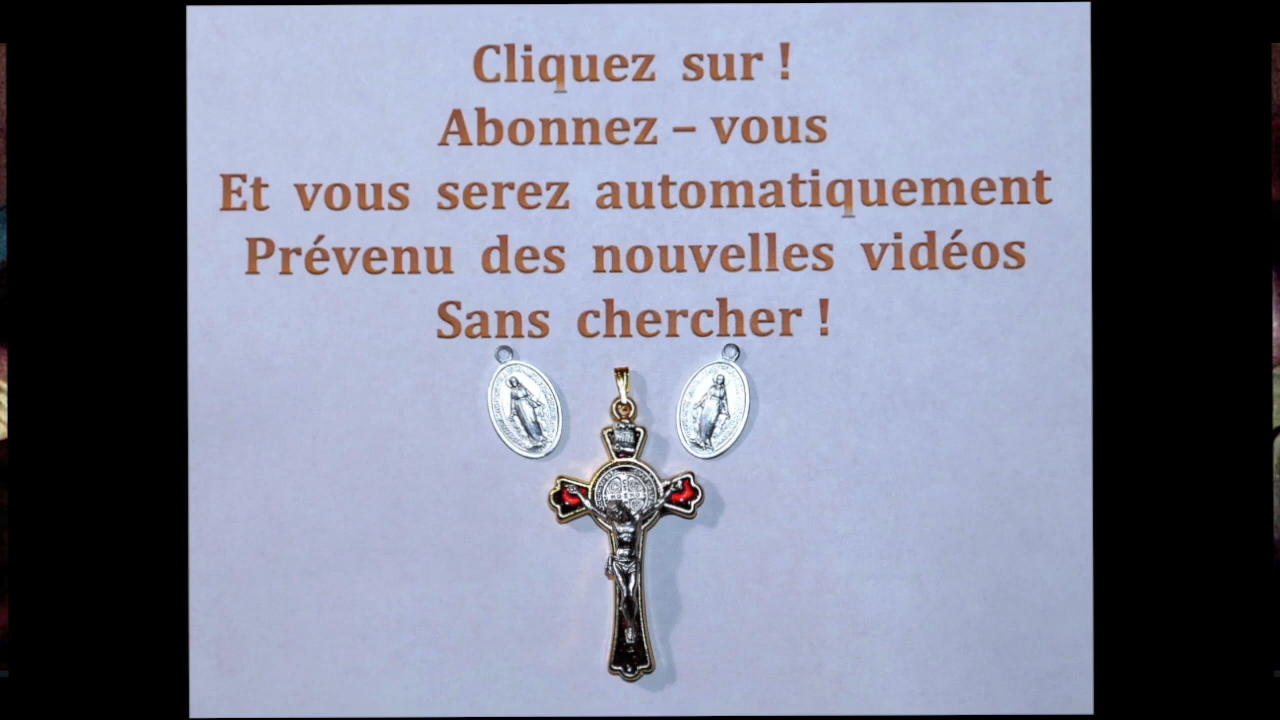 Cliquez sur !
Abonnez – vous
Et vous serez automatiquement
Prévenu des nouvelles vidéos
Sans chercher !